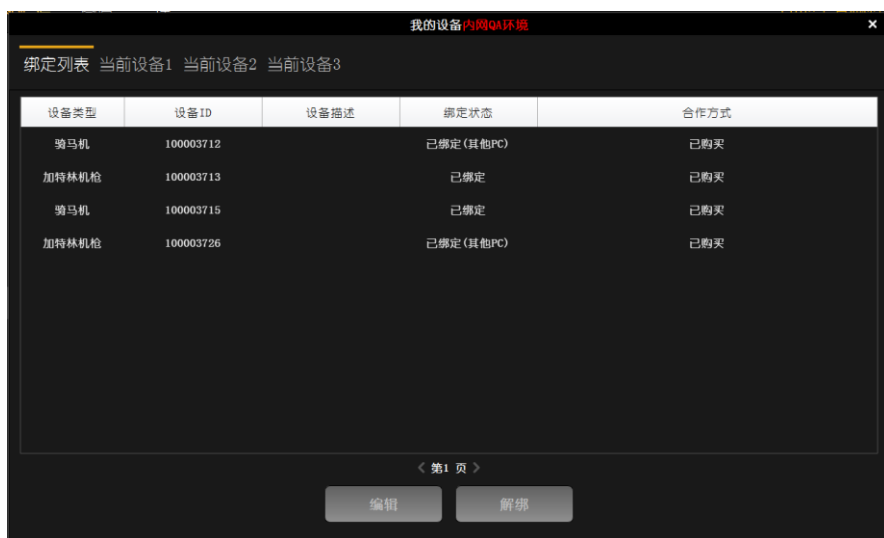 我的设备内网QA环境 ×
绑定列表 当前设备1 当前设备2 当前设备3
设备类型 设备ID 设备描述 绑定状态 合作方式
骑马机 100003712 已绑定(其他PC) 已购买
加特林机枪 100003713 已绑定 已购买
骑马机 100003715 已绑定 已购买
加特林机枪 100003726 已绑定(其他PC) 已购买
< 第1 页 >
编辑 解绑